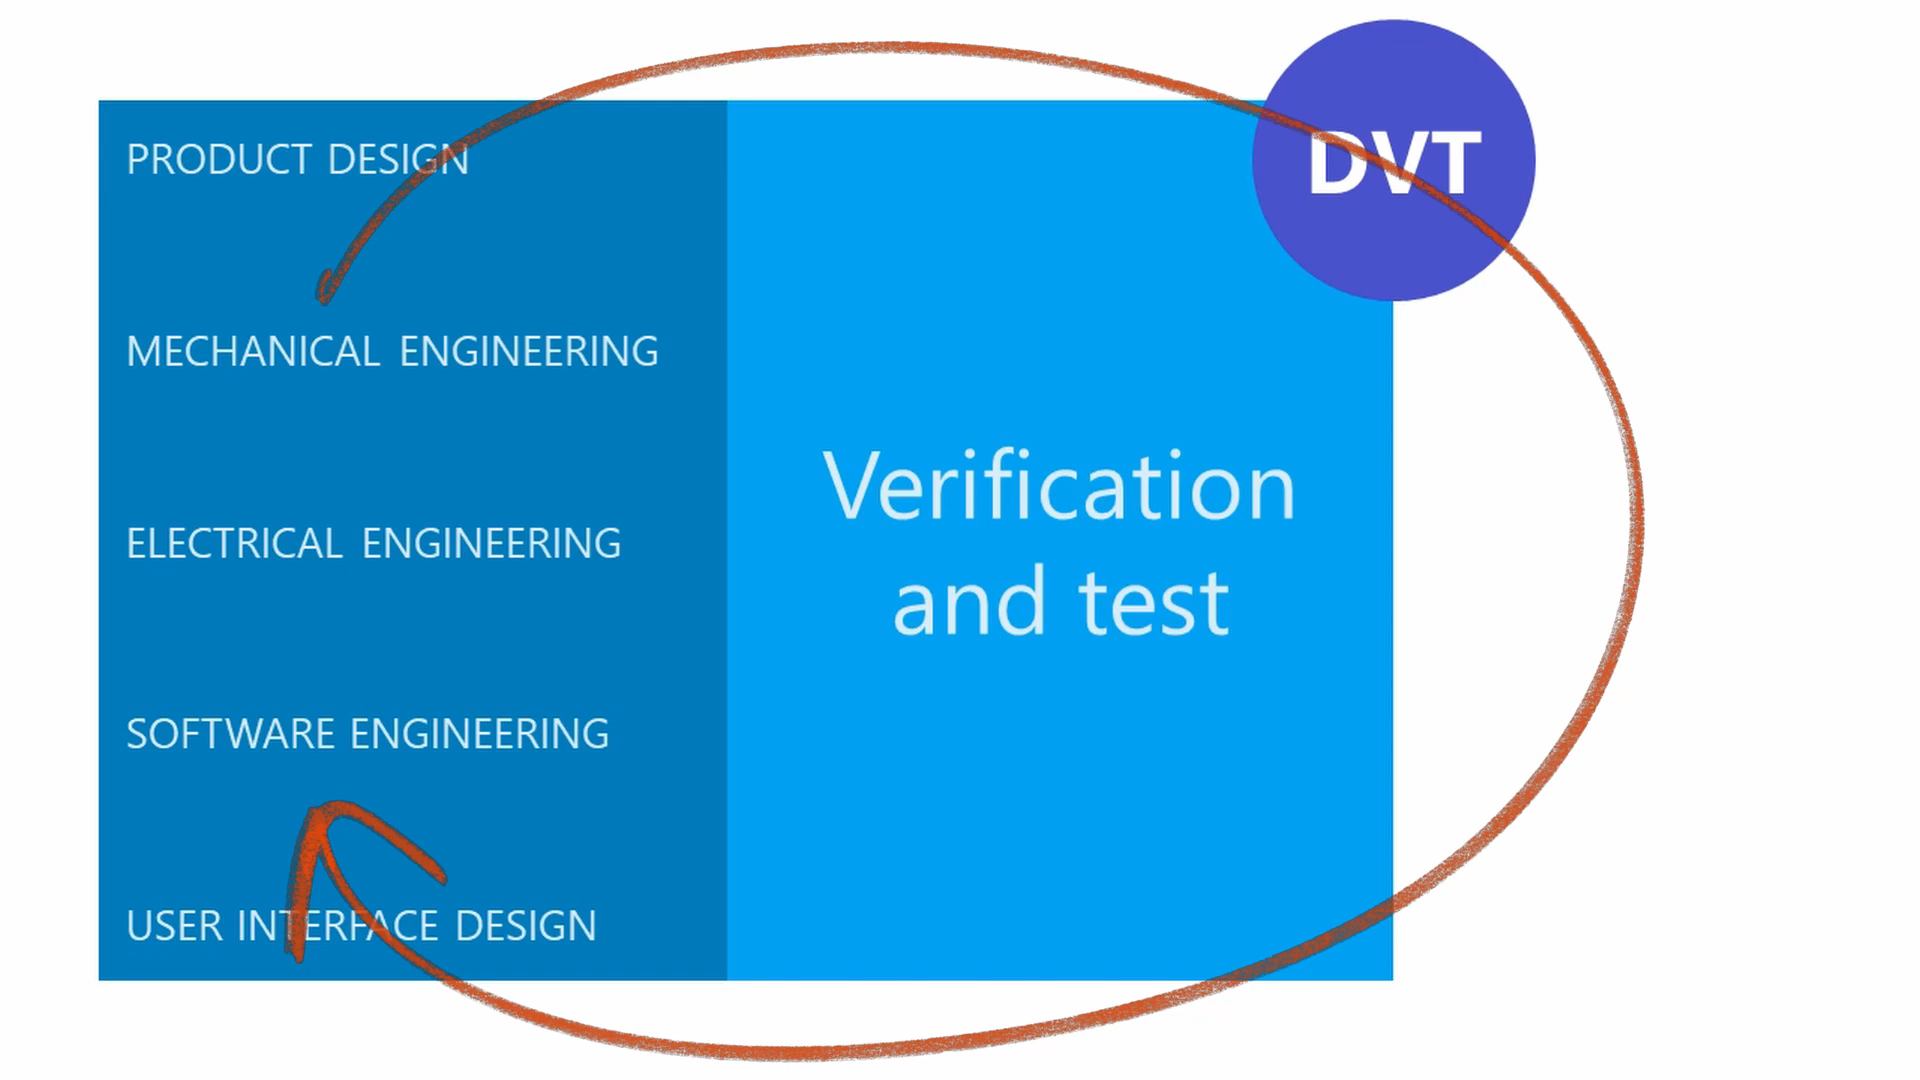 PRODUCT DESIGN
MECHANICAL ENGINEERING
ELECTRICAL ENGINEERING
SOFTWARE ENGINEERING
USER INTERFACE DESIGN
Verification
and test
DVT